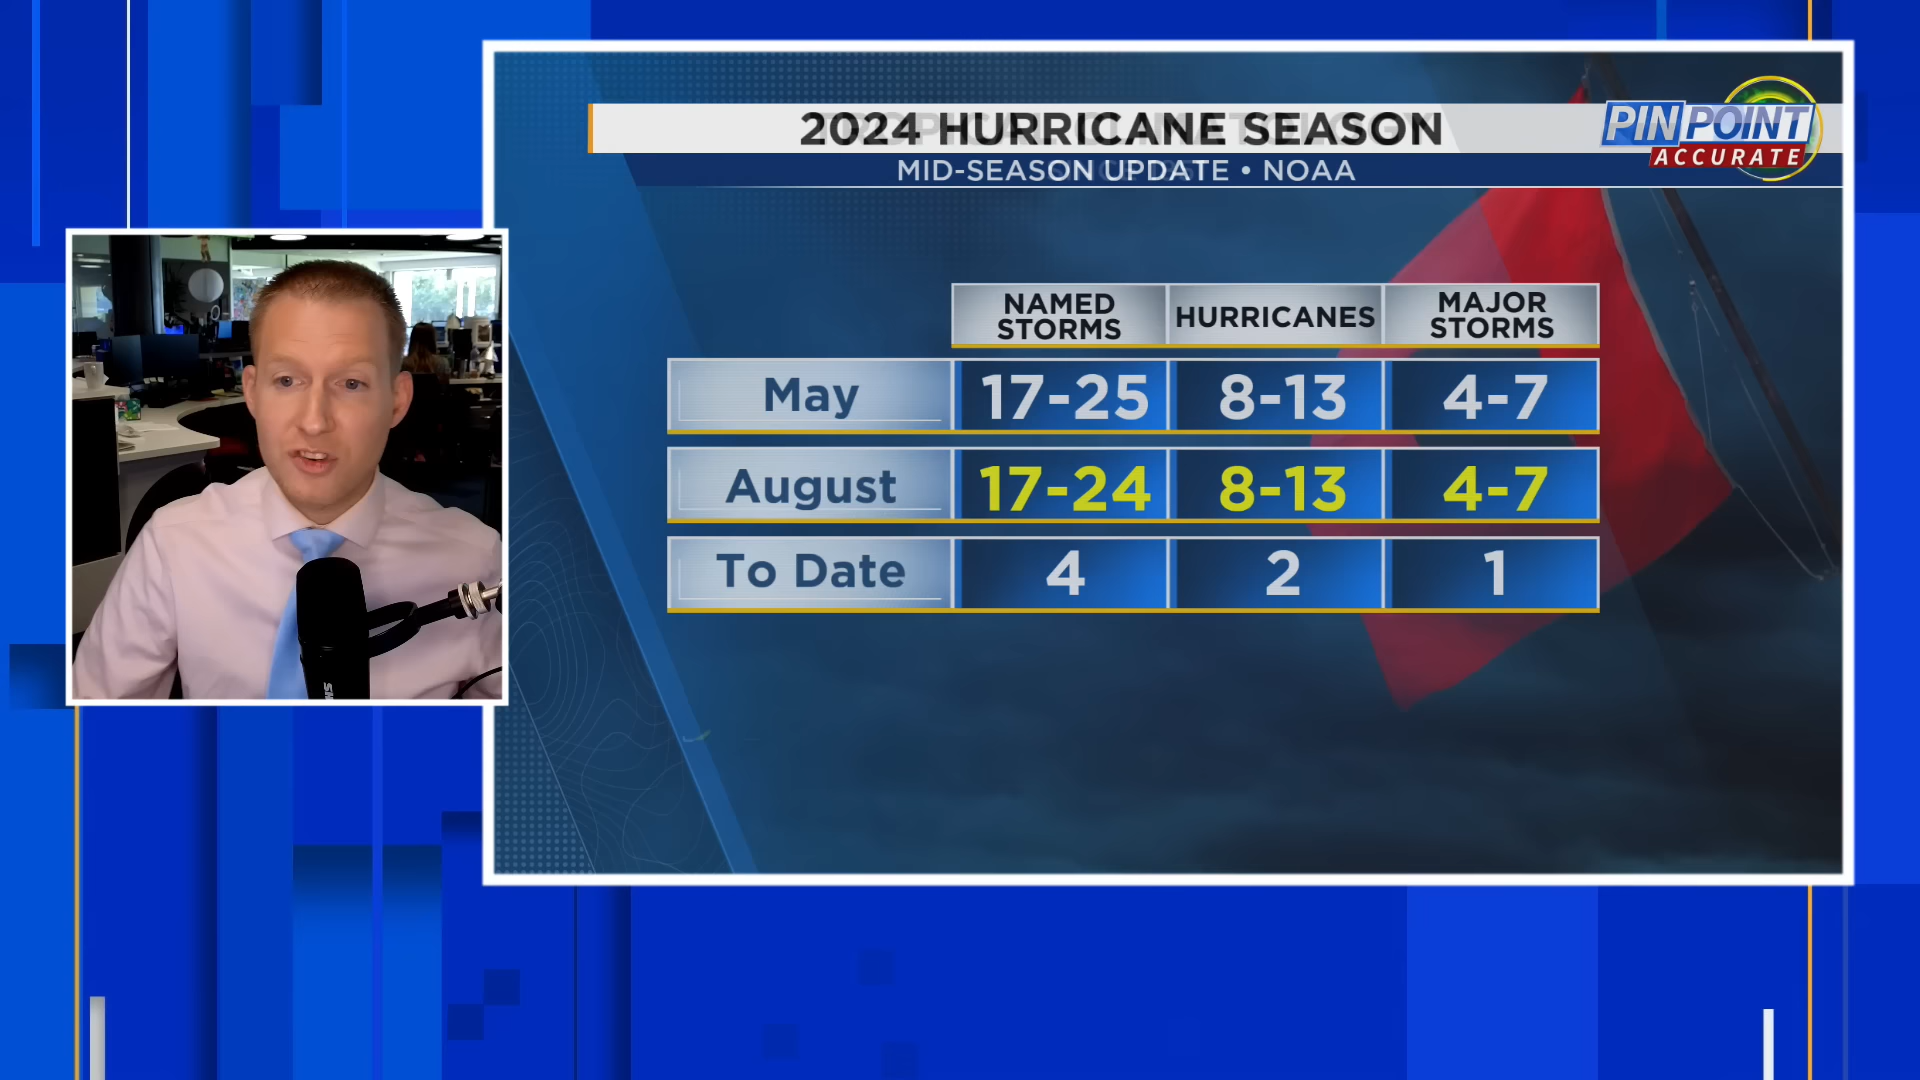 2024 HURRICANE SEASON
MID-SEASON UPDATE • NOAA
PINPOINT
ACCURATE
NAMED STORMS HURRICANES MAJOR STORMS
May 17-25 8-13 4-7
August 17-24 8-13 4-7
To Date 4 2 1